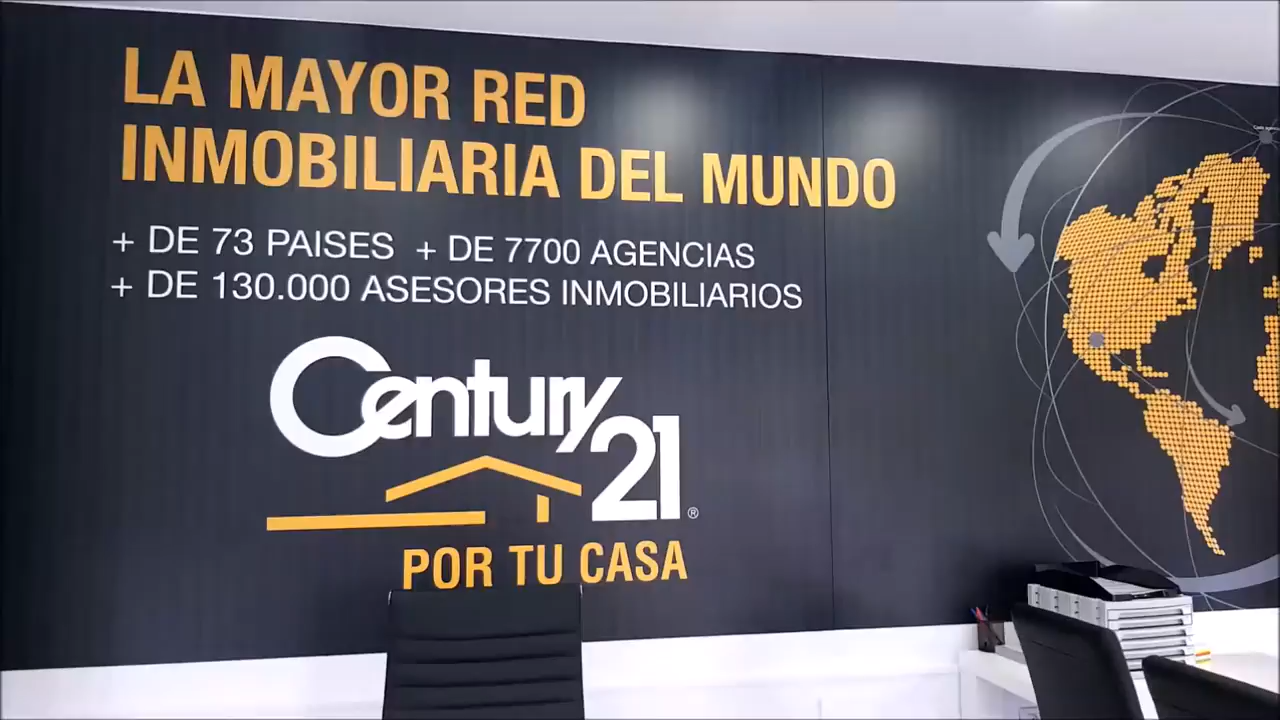 LA MAYOR RED
INMOBILIARIA DEL MUNDO
+ DE 73 PAISES + DE 7700 AGENCIAS
+ DE 130.000 ASESORES INMOBILIARIOS
Century
21®
POR TU CASA